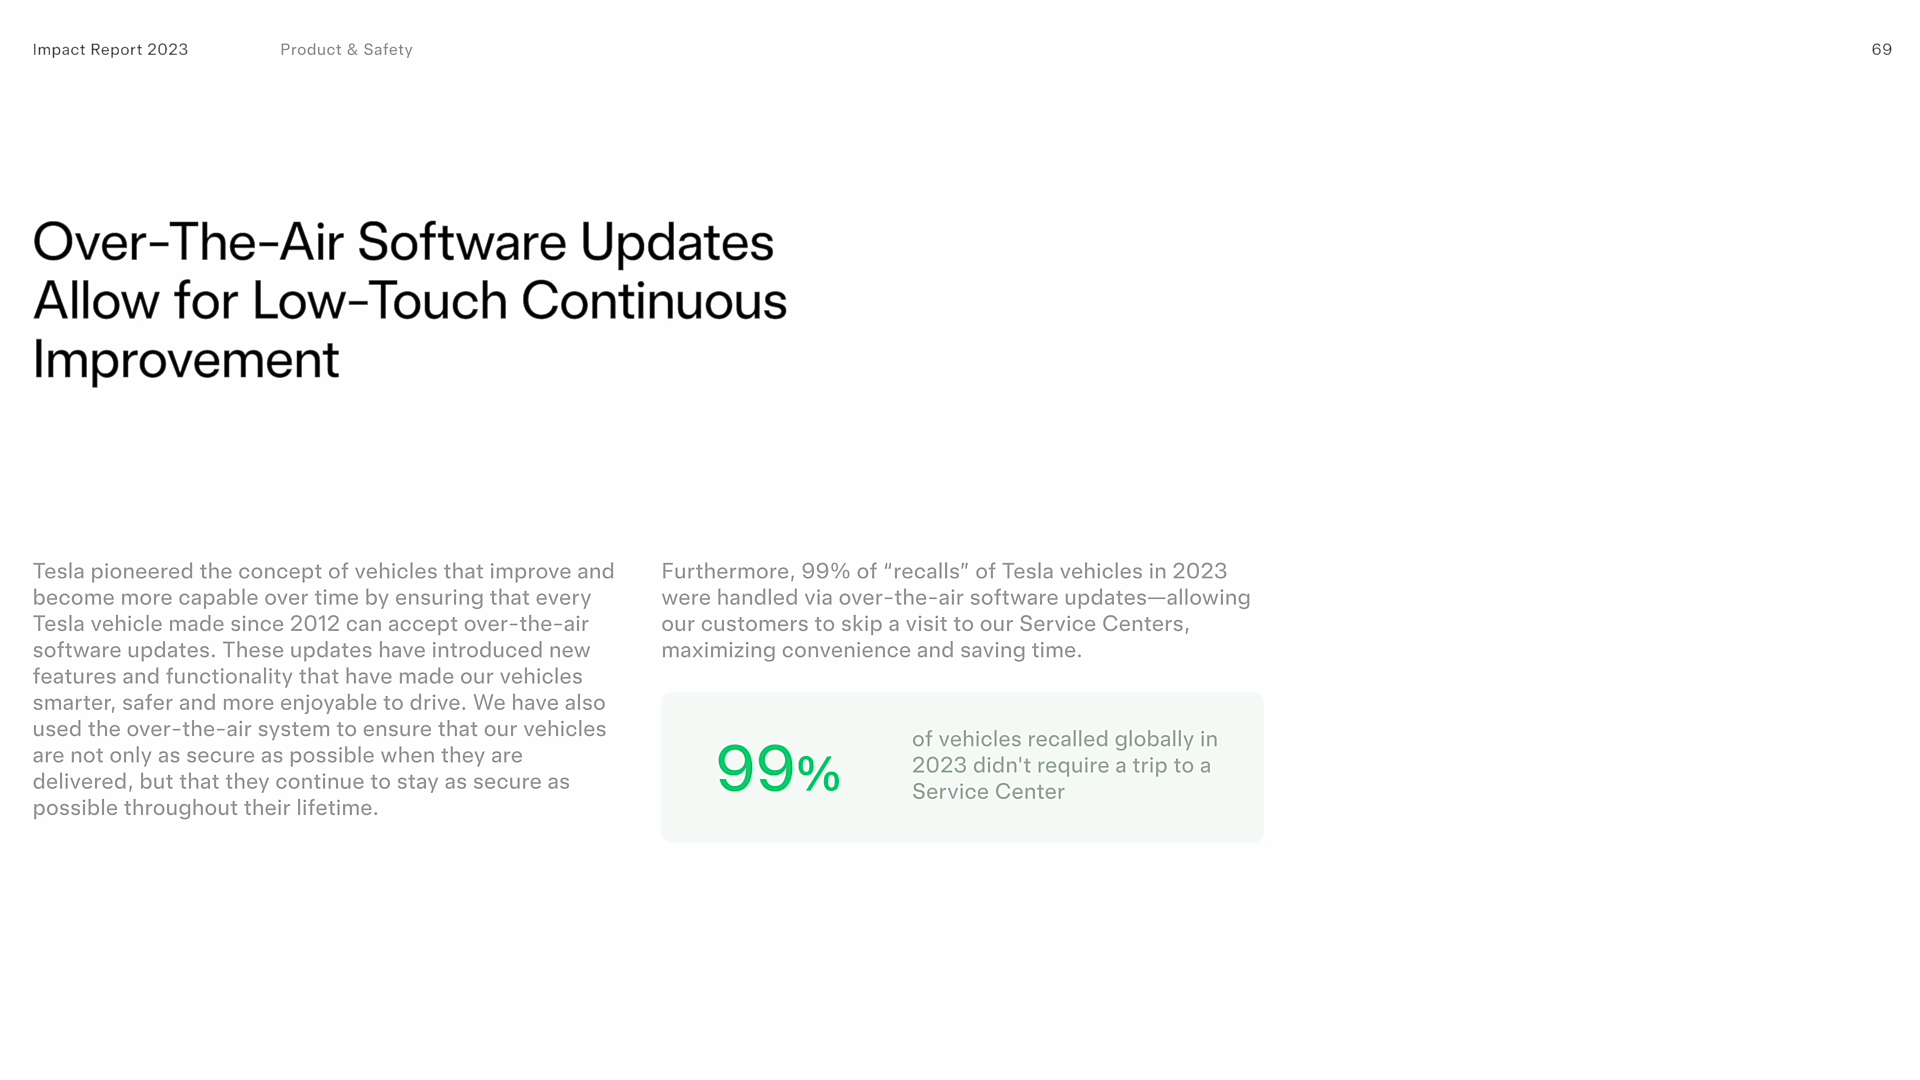 Impact Report 2023
Product & Safety
69
Over-The-Air Software Updates
Allow for Low-Touch Continuous
Improvement
Tesla pioneered the concept of vehicles that improve and
become more capable over time by ensuring that every
Tesla vehicle made since 2012 can accept over-the-air
software updates. These updates have introduced new
features and functionality that have made our vehicles
smarter, safer and more enjoyable to drive. We have also
used the over-the-air system to ensure that our vehicles
are not only as secure as possible when they are
delivered, but that they continue to stay as secure as
possible throughout their lifetime.
Furthermore, 99% of “recalls” of Tesla vehicles in 2023
were handled via over-the-air software updates—allowing
our customers to skip a visit to our Service Centers,
maximizing convenience and saving time.
99%
of vehicles recalled globally in
2023 didn't require a trip to a
Service Center